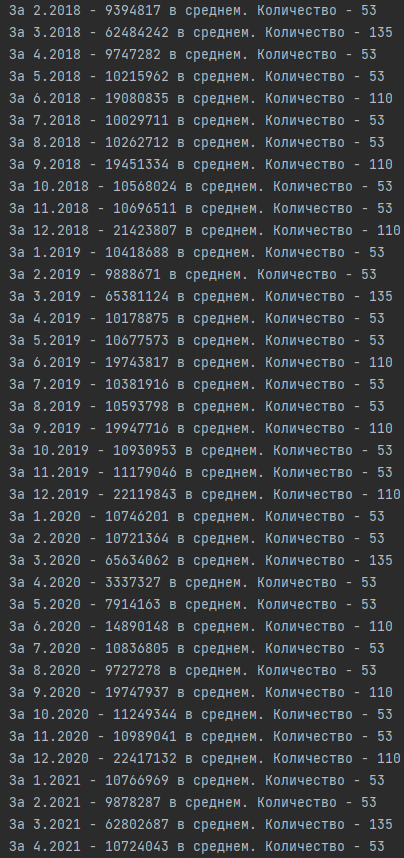 За 2.2018 - 9394817 в среднем. Количество - 53
За 3.2018 - 62484242 в среднем. Количество - 135
За 4.2018 - 9747282 в среднем. Количество - 53
За 5.2018 - 10215962 в среднем. Количество - 53
За 6.2018 - 19080835 в среднем. Количество - 110
За 7.2018 - 10029711 в среднем. Количество - 53
За 8.2018 - 10262712 в среднем. Количество - 53
За 9.2018 - 19451334 в среднем. Количество - 110
За 10.2018 - 10568024 в среднем. Количество - 53
За 11.2018 - 10696511 в среднем. Количество - 53
За 12.2018 - 21423807 в среднем. Количество - 110
За 1.2019 - 10418688 в среднем. Количество - 53
За 2.2019 - 9888671 в среднем. Количество - 53
За 3.2019 - 65381124 в среднем. Количество - 135
За 4.2019 - 10178875 в среднем. Количество - 53
За 5.2019 - 10677573 в среднем. Количество - 53
За 6.2019 - 19743817 в среднем. Количество - 110
За 7.2019 - 10381916 в среднем. Количество - 53
За 8.2019 - 10593798 в среднем. Количество - 53
За 9.2019 - 19947716 в среднем. Количество - 110
За 10.2019 - 10930953 в среднем. Количество - 53
За 11.2019 - 11179046 в среднем. Количество - 53
За 12.2019 - 22119843 в среднем. Количество - 110
За 1.2020 - 10746201 в среднем. Количество - 53
За 2.2020 - 10721364 в среднем. Количество - 53
За 3.2020 - 65634062 в среднем. Количество - 135
За 4.2020 - 3337327 в среднем. Количество - 53
За 5.2020 - 7914163 в среднем. Количество - 53
За 6.2020 - 14890148 в среднем. Количество - 110
За 7.2020 - 10836805 в среднем. Количество - 53
За 8.2020 - 9727278 в среднем. Количество - 53
За 9.2020 - 19747937 в среднем. Количество - 110
За 10.2020 - 11249344 в среднем. Количество - 53
За 11.2020 - 10989041 в среднем. Количество - 53
За 12.2020 - 22417132 в среднем. Количество - 110
За 1.2021 - 10766969 в среднем. Количество - 53
За 2.2021 - 9878287 в среднем. Количество - 53
За 3.2021 - 62802687 в среднем. Количество - 135
За 4.2021 - 10724043 в среднем. Количество - 53